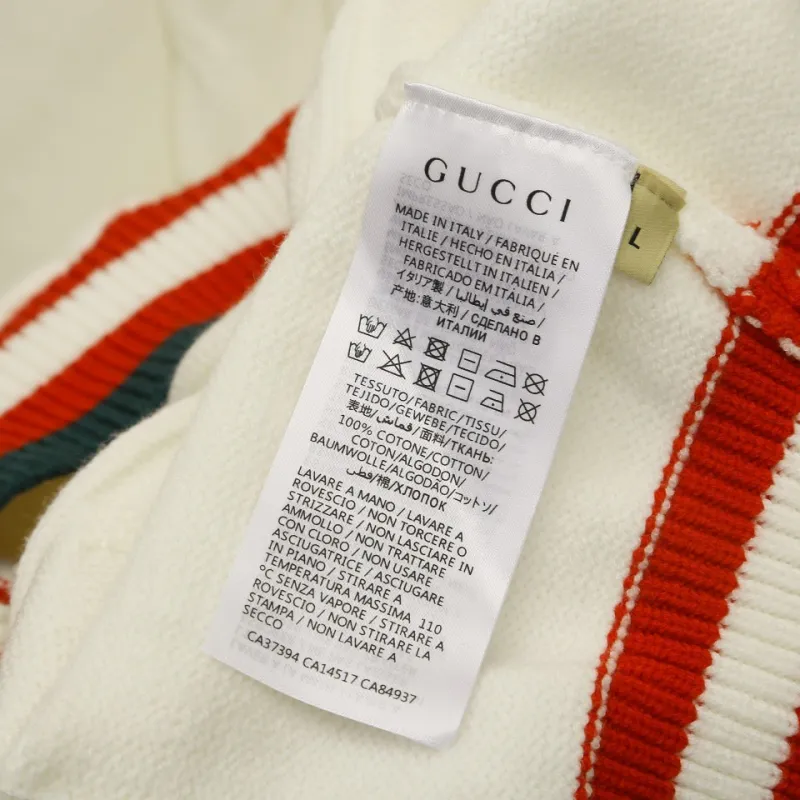 GUCCI
MADE IN ITALY / FABRIQUÉ EN
ITALIE / HECHO EN ITALIA /
HERGESTELLT IN ITALIEN /
FABRICADO EM ITALIA /
イタリア製 / صنع في إيطاليا /
产地:意大利 / СДЕЛАНО В
ИТАЛИИ
TESSUTO/FABRIC/TISSU/
TEJIDO/GEWEBE/TECIDO/
表地/قماش/面料/ТКАНЬ:
100% COTONE/COTTON/
COTON/ALGODON/
BAUMWOLLE/ALGODÃO/コットン/
قطن/棉/ХЛОПОК
LAVARE A MANO / LAVARE A
ROVESCIO / NON TORCERE O
STRIZZARE / NON LASCIARE IN
AMMOLLO / NON TRATTARE
CON CLORO / NON USARE
ASCIUGATRICE / ASCIUGARE
IN PIANO / STIRARE A
TEMPERATURA MASSIMA 110
°C SENZA VAPORE / STIRARE A
ROVESCIO / NON STIRARE LA
STAMPA / NON LAVARE A
SECCO
CA37394 CA14517 CA84937
L